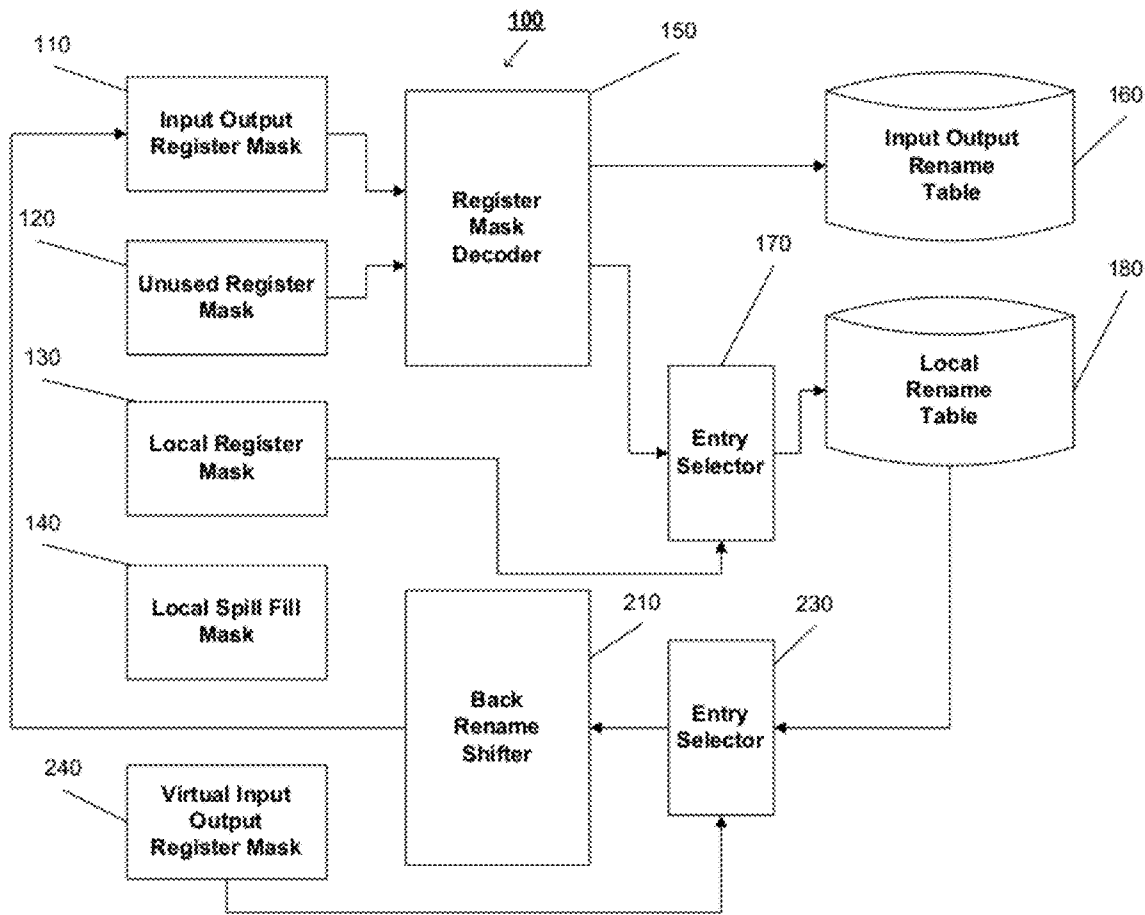 100
110
Input Output
Register Mask
120
Unused Register
Mask
130
Local Register
Mask
140
Local Spill Fill
Mask
150
Register
Mask
Decoder
160
Input Output
Rename
Table
170
Entry
Selector
180
Local
Rename
Table
210
Back
Rename
Shifter
230
Entry
Selector
240
Virtual Input
Output
Register Mask